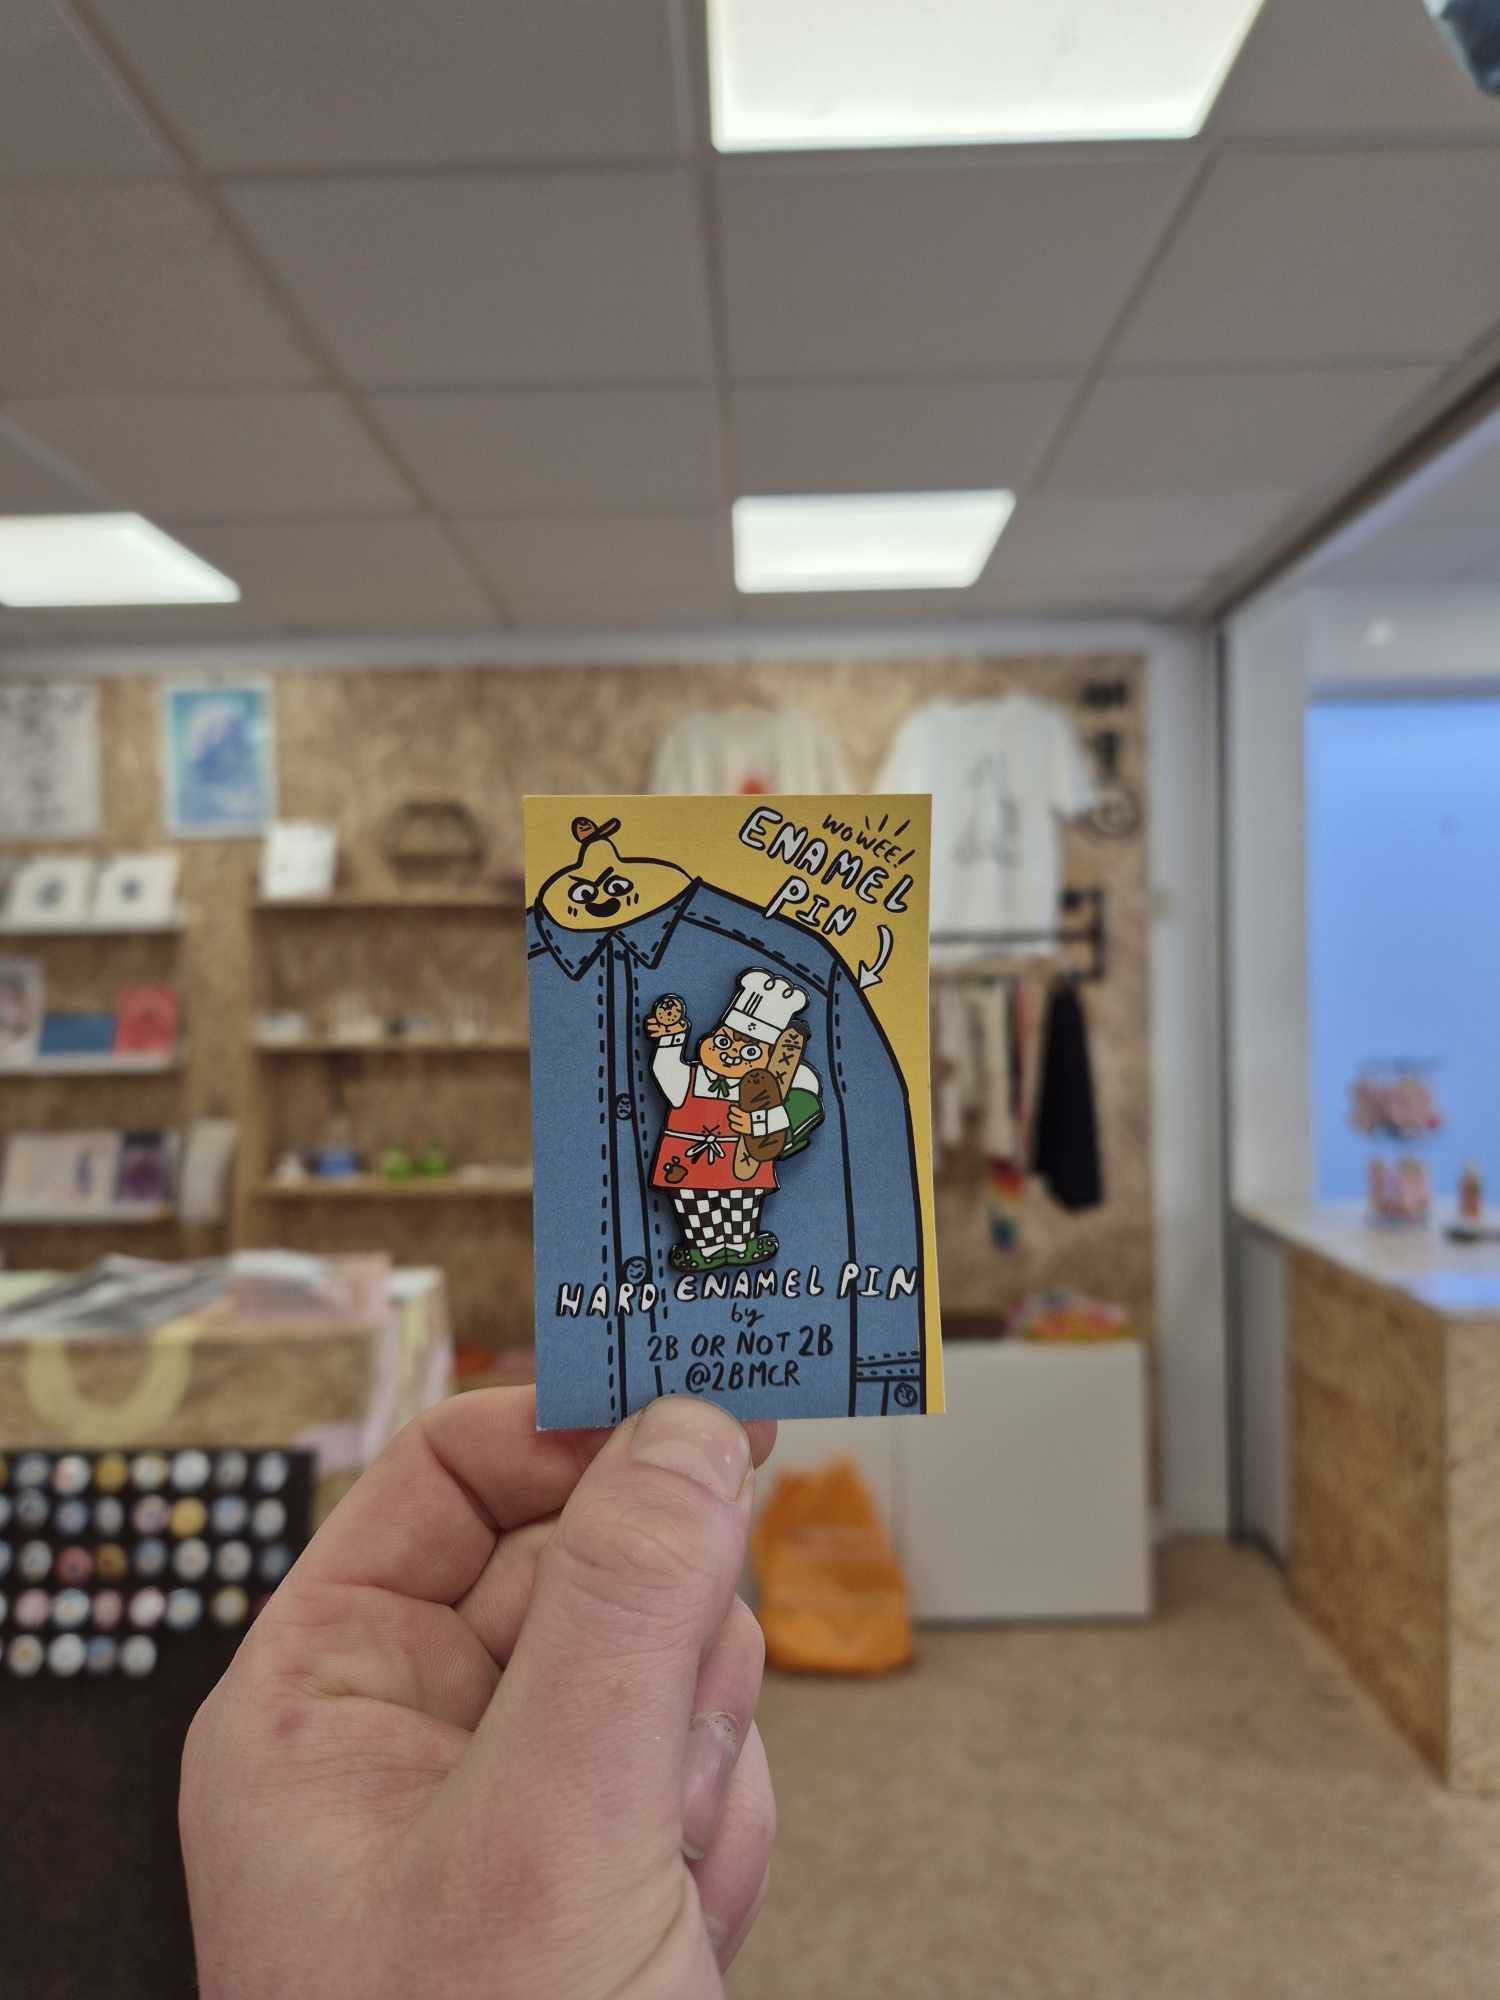 WOWEE!
ENAMEL
PIN
HARD ENAMEL PIN
by
2B OR NOT 2B
@2BMCR